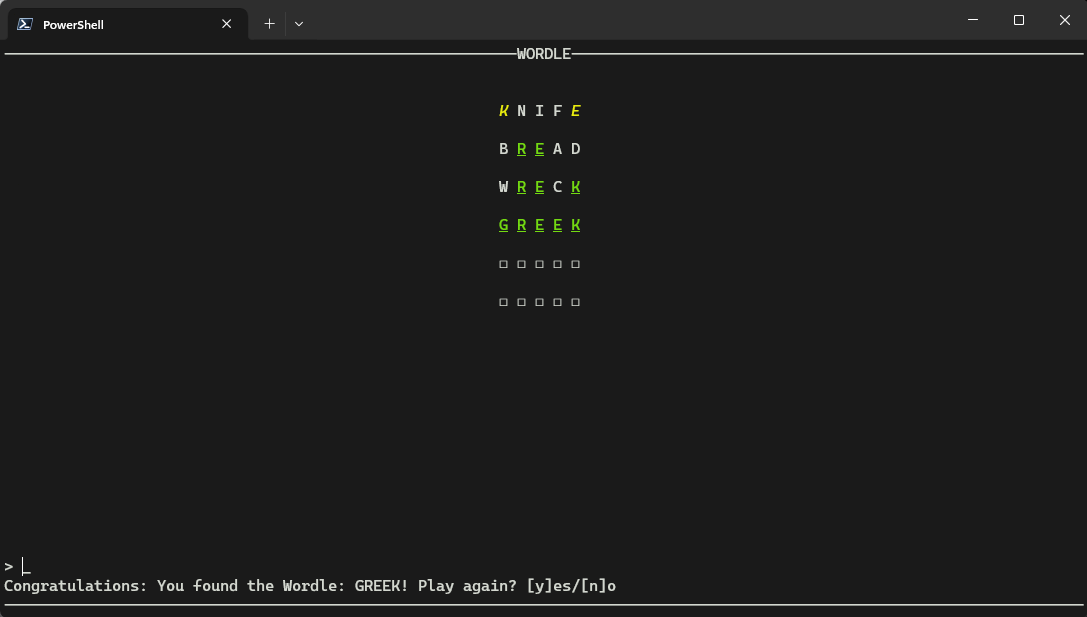 PowerShell
WORDLE
K N I F E
B R E A D
W R E C K
G R E E K
□ □ □ □ □
□ □ □ □ □
> _
Congratulations: You found the Wordle: GREEK! Play again? [y]es/[n]o